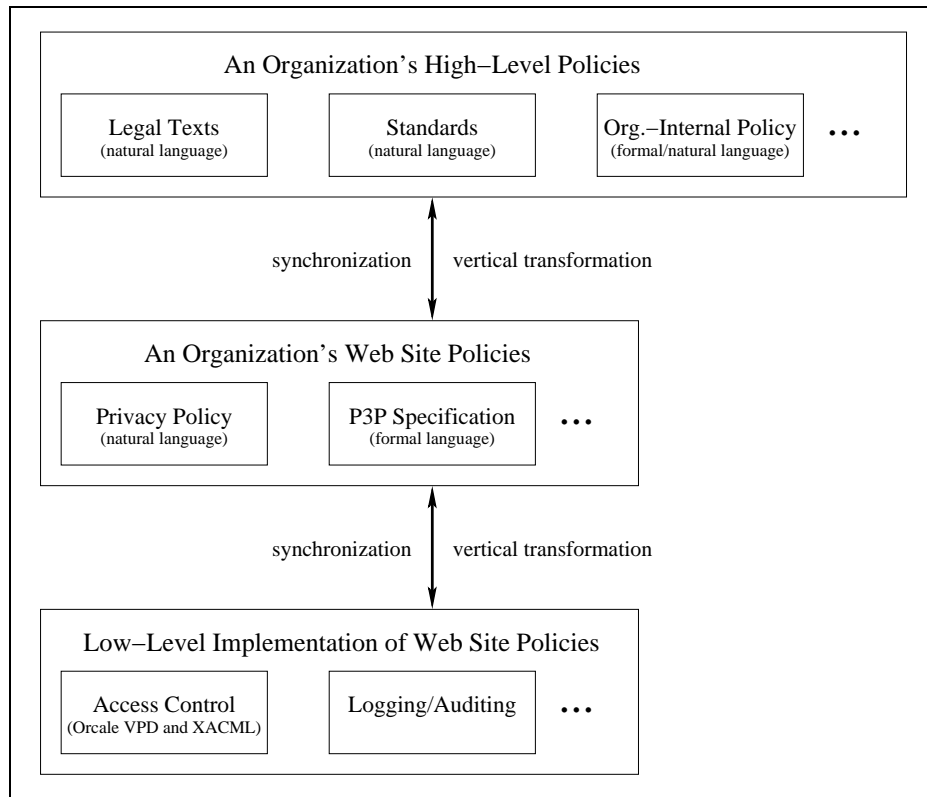 An Organization's High−Level Policies
Legal Texts
(natural language)
Standards
(natural language)
Org.−Internal Policy
(formal/natural language)
...
synchronization
vertical transformation
An Organization's Web Site Policies
Privacy Policy
(natural language)
P3P Specification
(formal language)
...
synchronization
vertical transformation
Low−Level Implementation of Web Site Policies
Access Control
(Orcale VPD and XACML)
Logging/Auditing
...